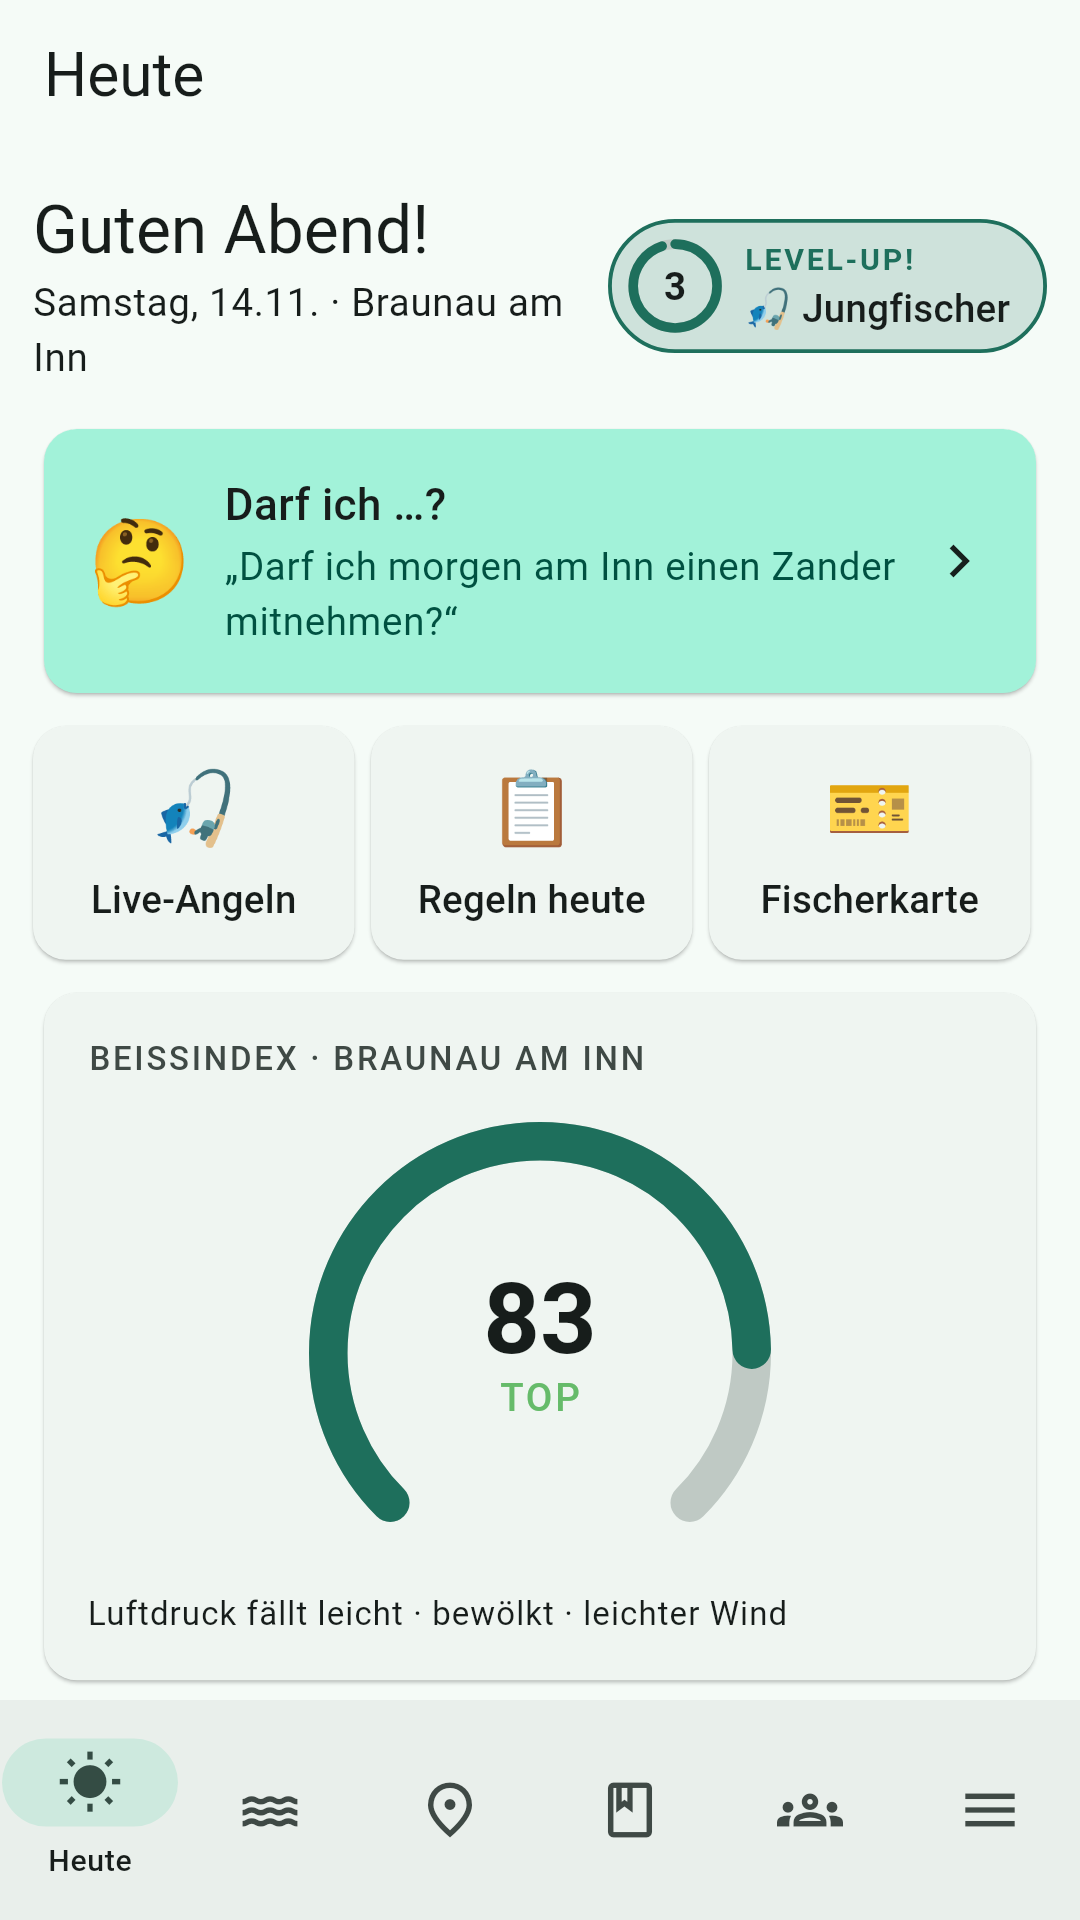 Heute
Guten Abend!
Samstag, 14.11. · Braunau am
Inn
3
LEVEL-UP!
Jungfischer
Darf ich …?
„Darf ich morgen am Inn einen Zander
mitnehmen?“
Live-Angeln
Regeln heute
Fischerkarte
BEISSINDEX · BRAUNAU AM INN
83
TOP
Luftdruck fällt leicht · bewölkt · leichter Wind
Heute